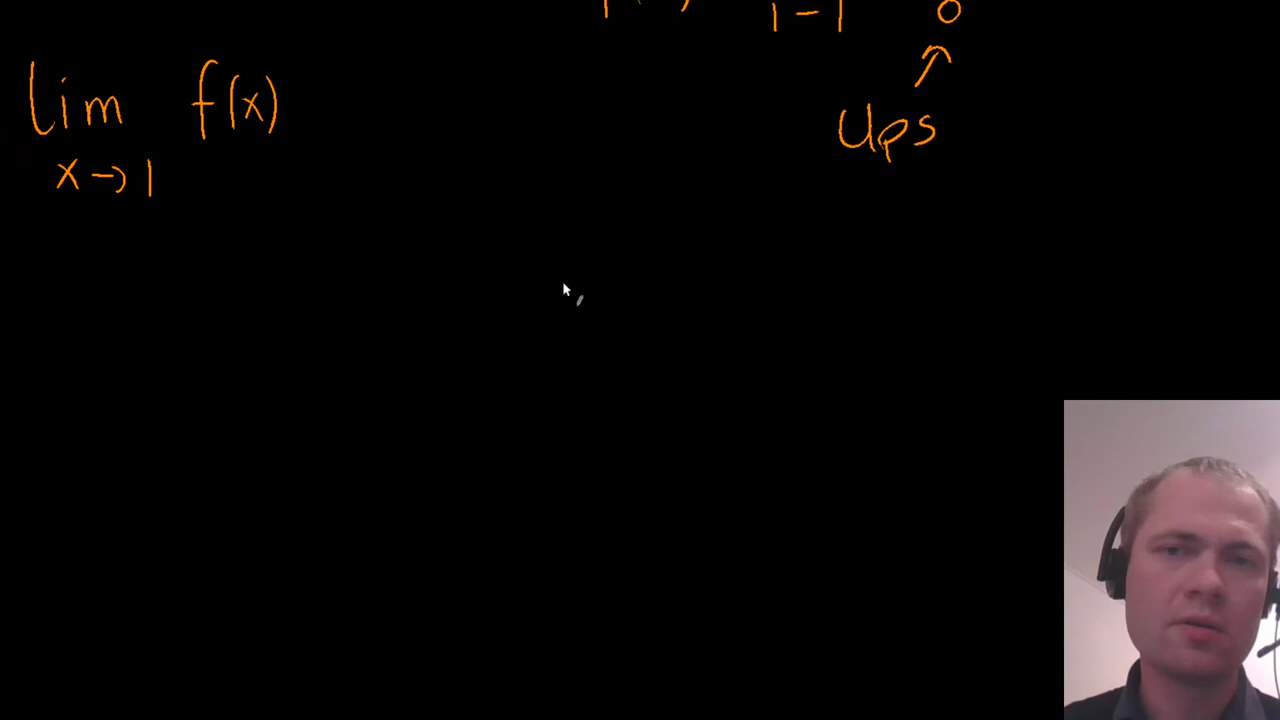 1 - 1 0
lim f(x)
x → 1
Ups